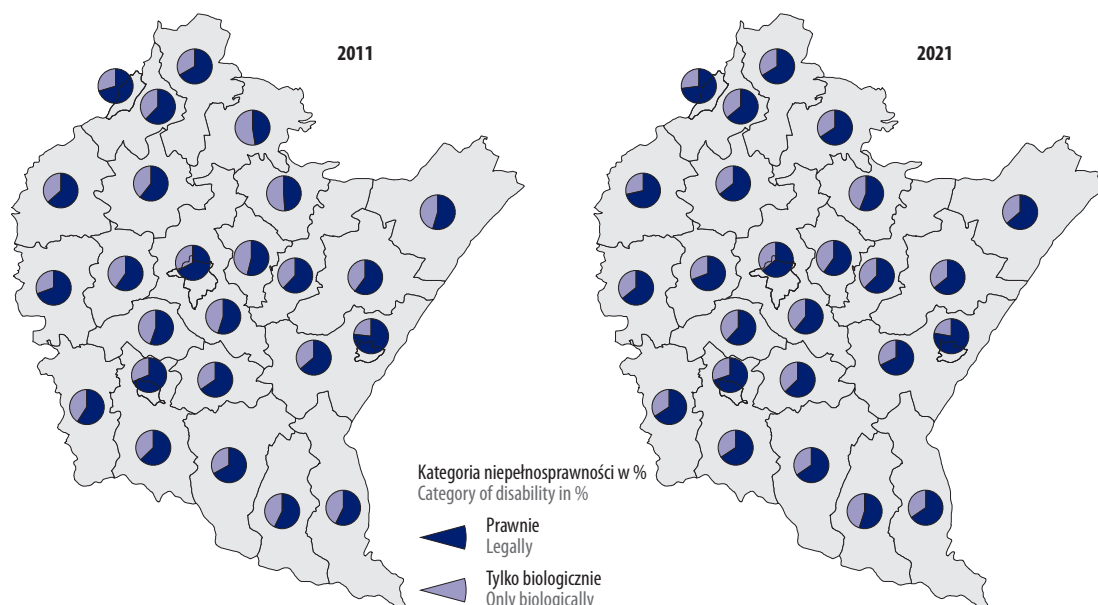 2011
2021
Kategoria niepełnosprawności w %
Category of disability in %
Prawnie
Legally
Tylko biologicznie
Only biologically